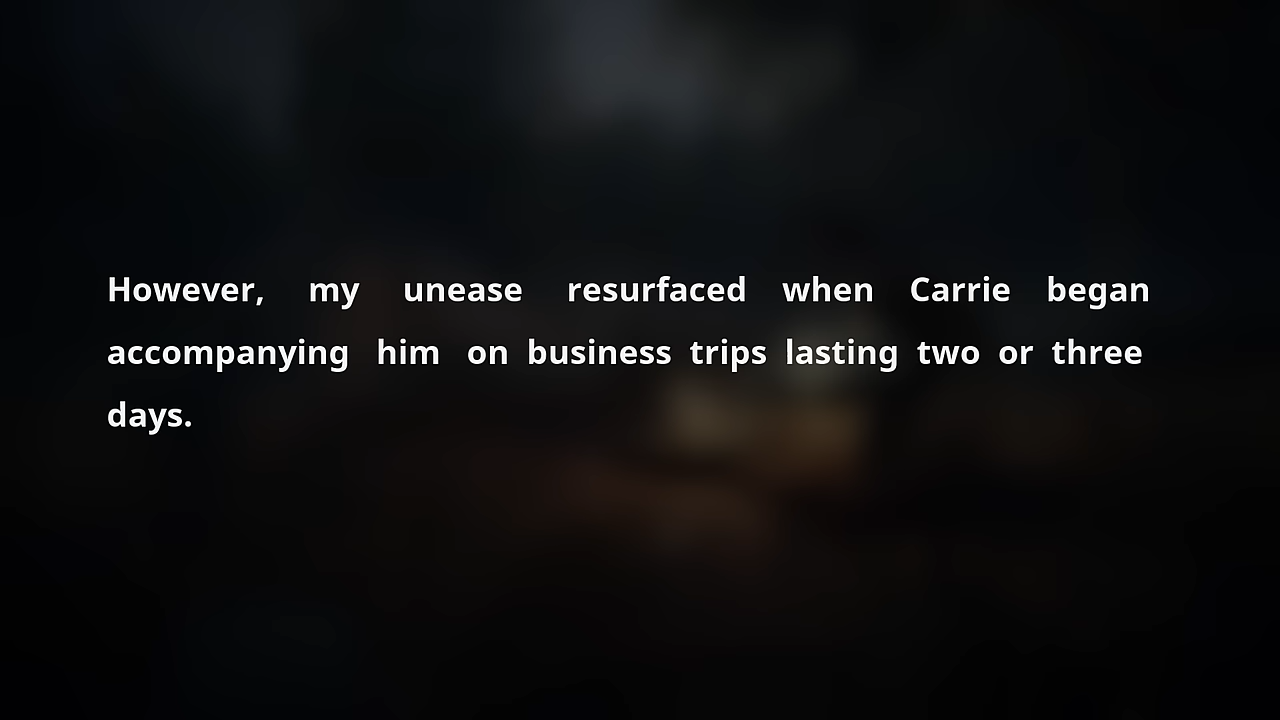 However, my unease resurfaced when Carrie began
accompanying him on business trips lasting two or three
days.